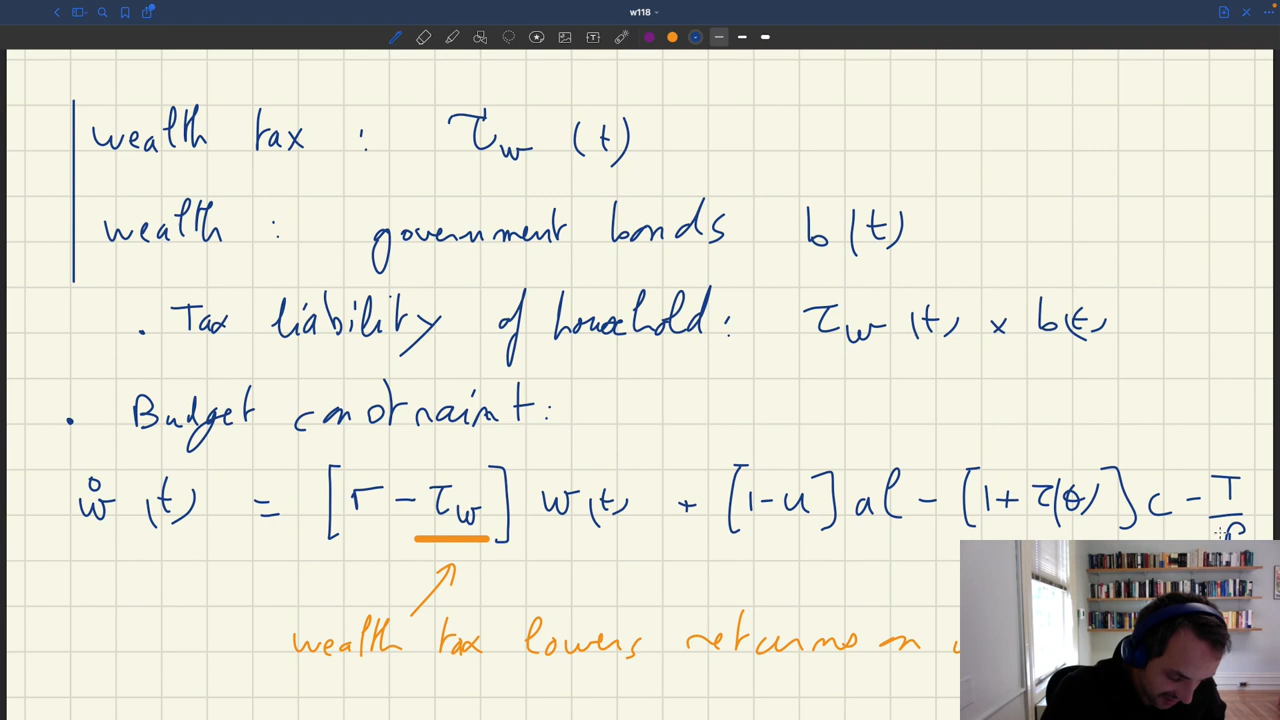 w118
wealth tax : τw (t)
wealth : government bonds b(t)
. Tax liability of household : τw (t) x b(t)
. Budget constraint :
ẘ (t) = [r - τw] w(t) + [1-u] al - [1+ τ(θ)] c - T
wealth tax lowers returns on